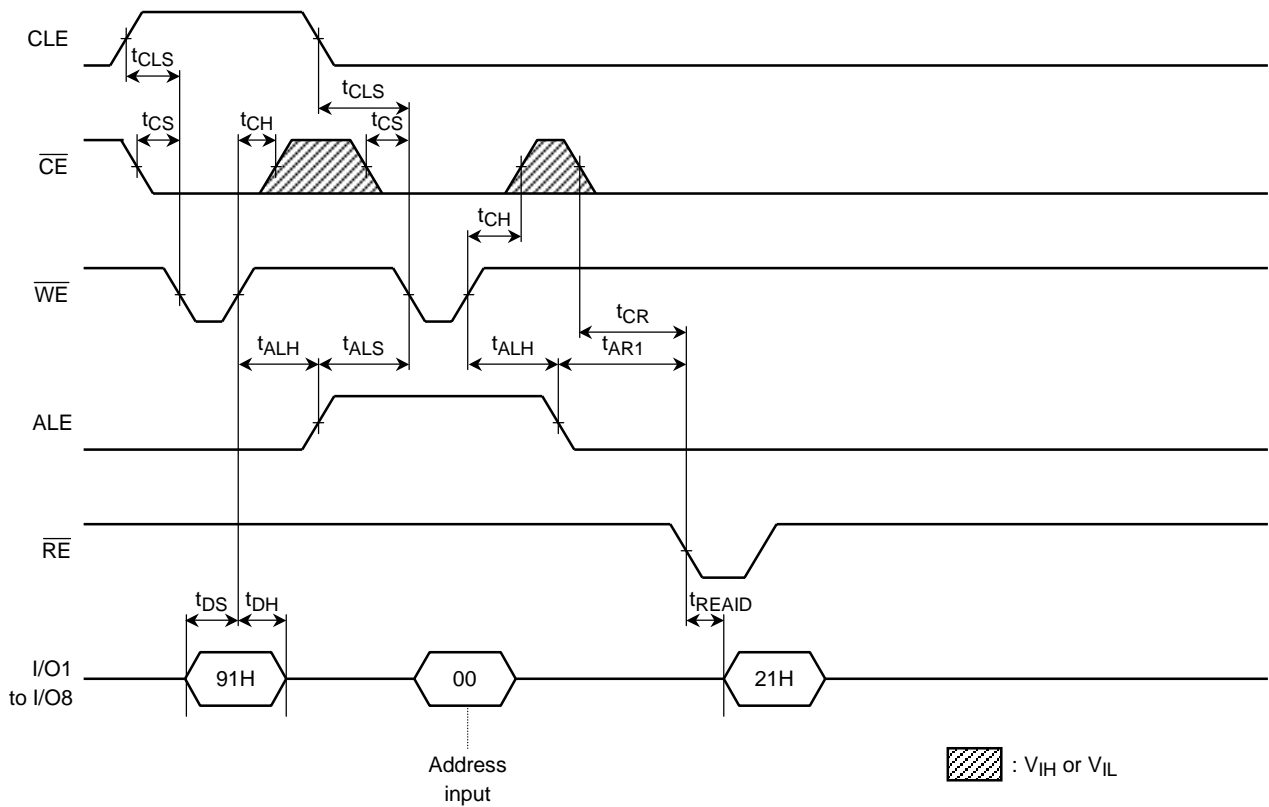 CLE
tCLS
tCLS
tCS
tCH
tCS
CE
tCH
WE
tCR
tALH
tALS
tALH
tAR1
ALE
RE
tDS
tDH
tREAID
I/O1
to I/O8
91H
00
21H
Address
input
: VIH or VIL